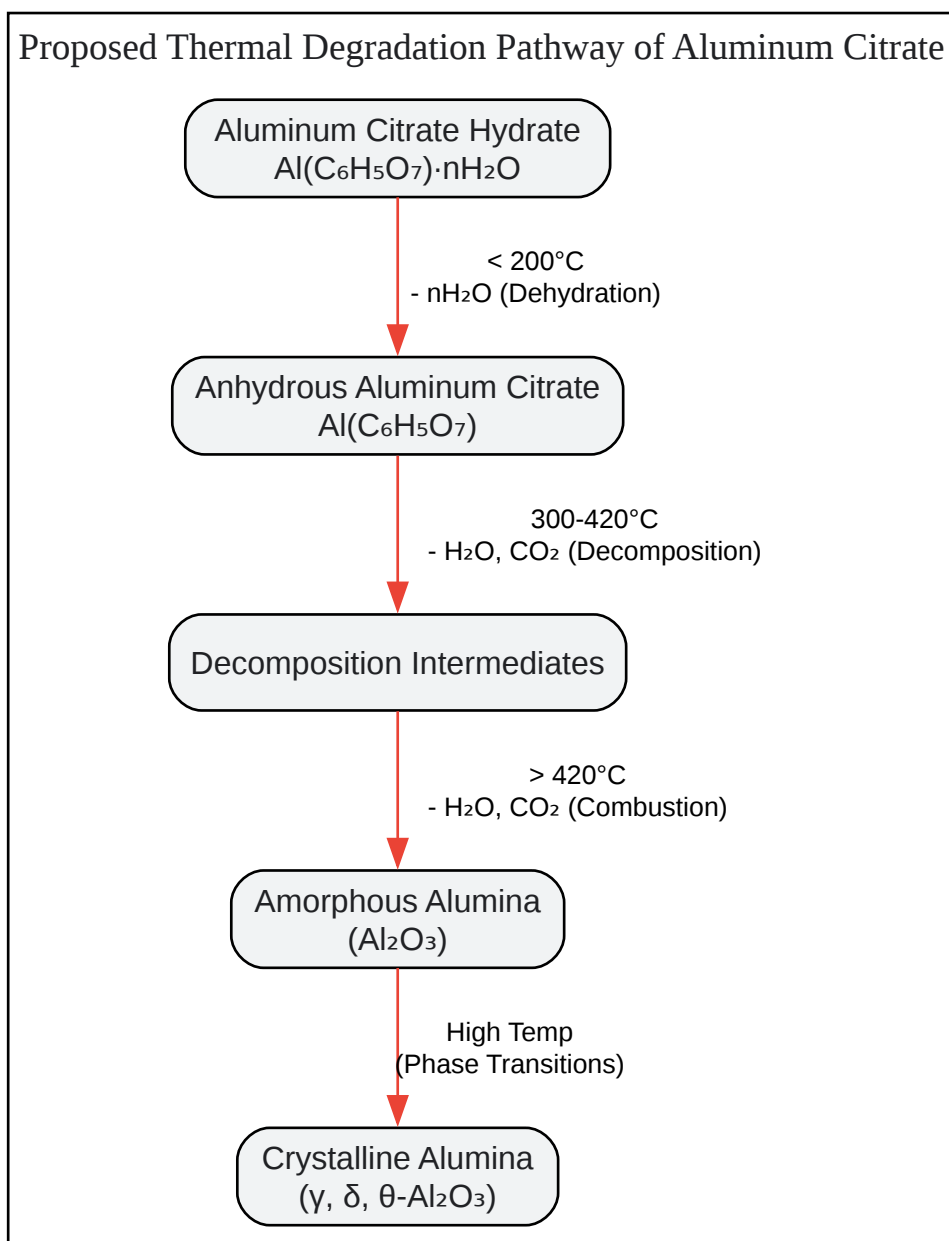 Proposed Thermal Degradation Pathway of Aluminum Citrate
Aluminum Citrate Hydrate
Al(C₆H₅O₇)·nH₂O
< 200°C
- nH₂O (Dehydration)
Anhydrous Aluminum Citrate
Al(C₆H₅O₇)
300-420°C
- H₂O, CO₂ (Decomposition)
Decomposition Intermediates
> 420°C
- H₂O, CO₂ (Combustion)
Amorphous Alumina
(Al₂O₃)
High Temp
(Phase Transitions)
Crystalline Alumina
(γ, δ, θ-Al₂O₃)